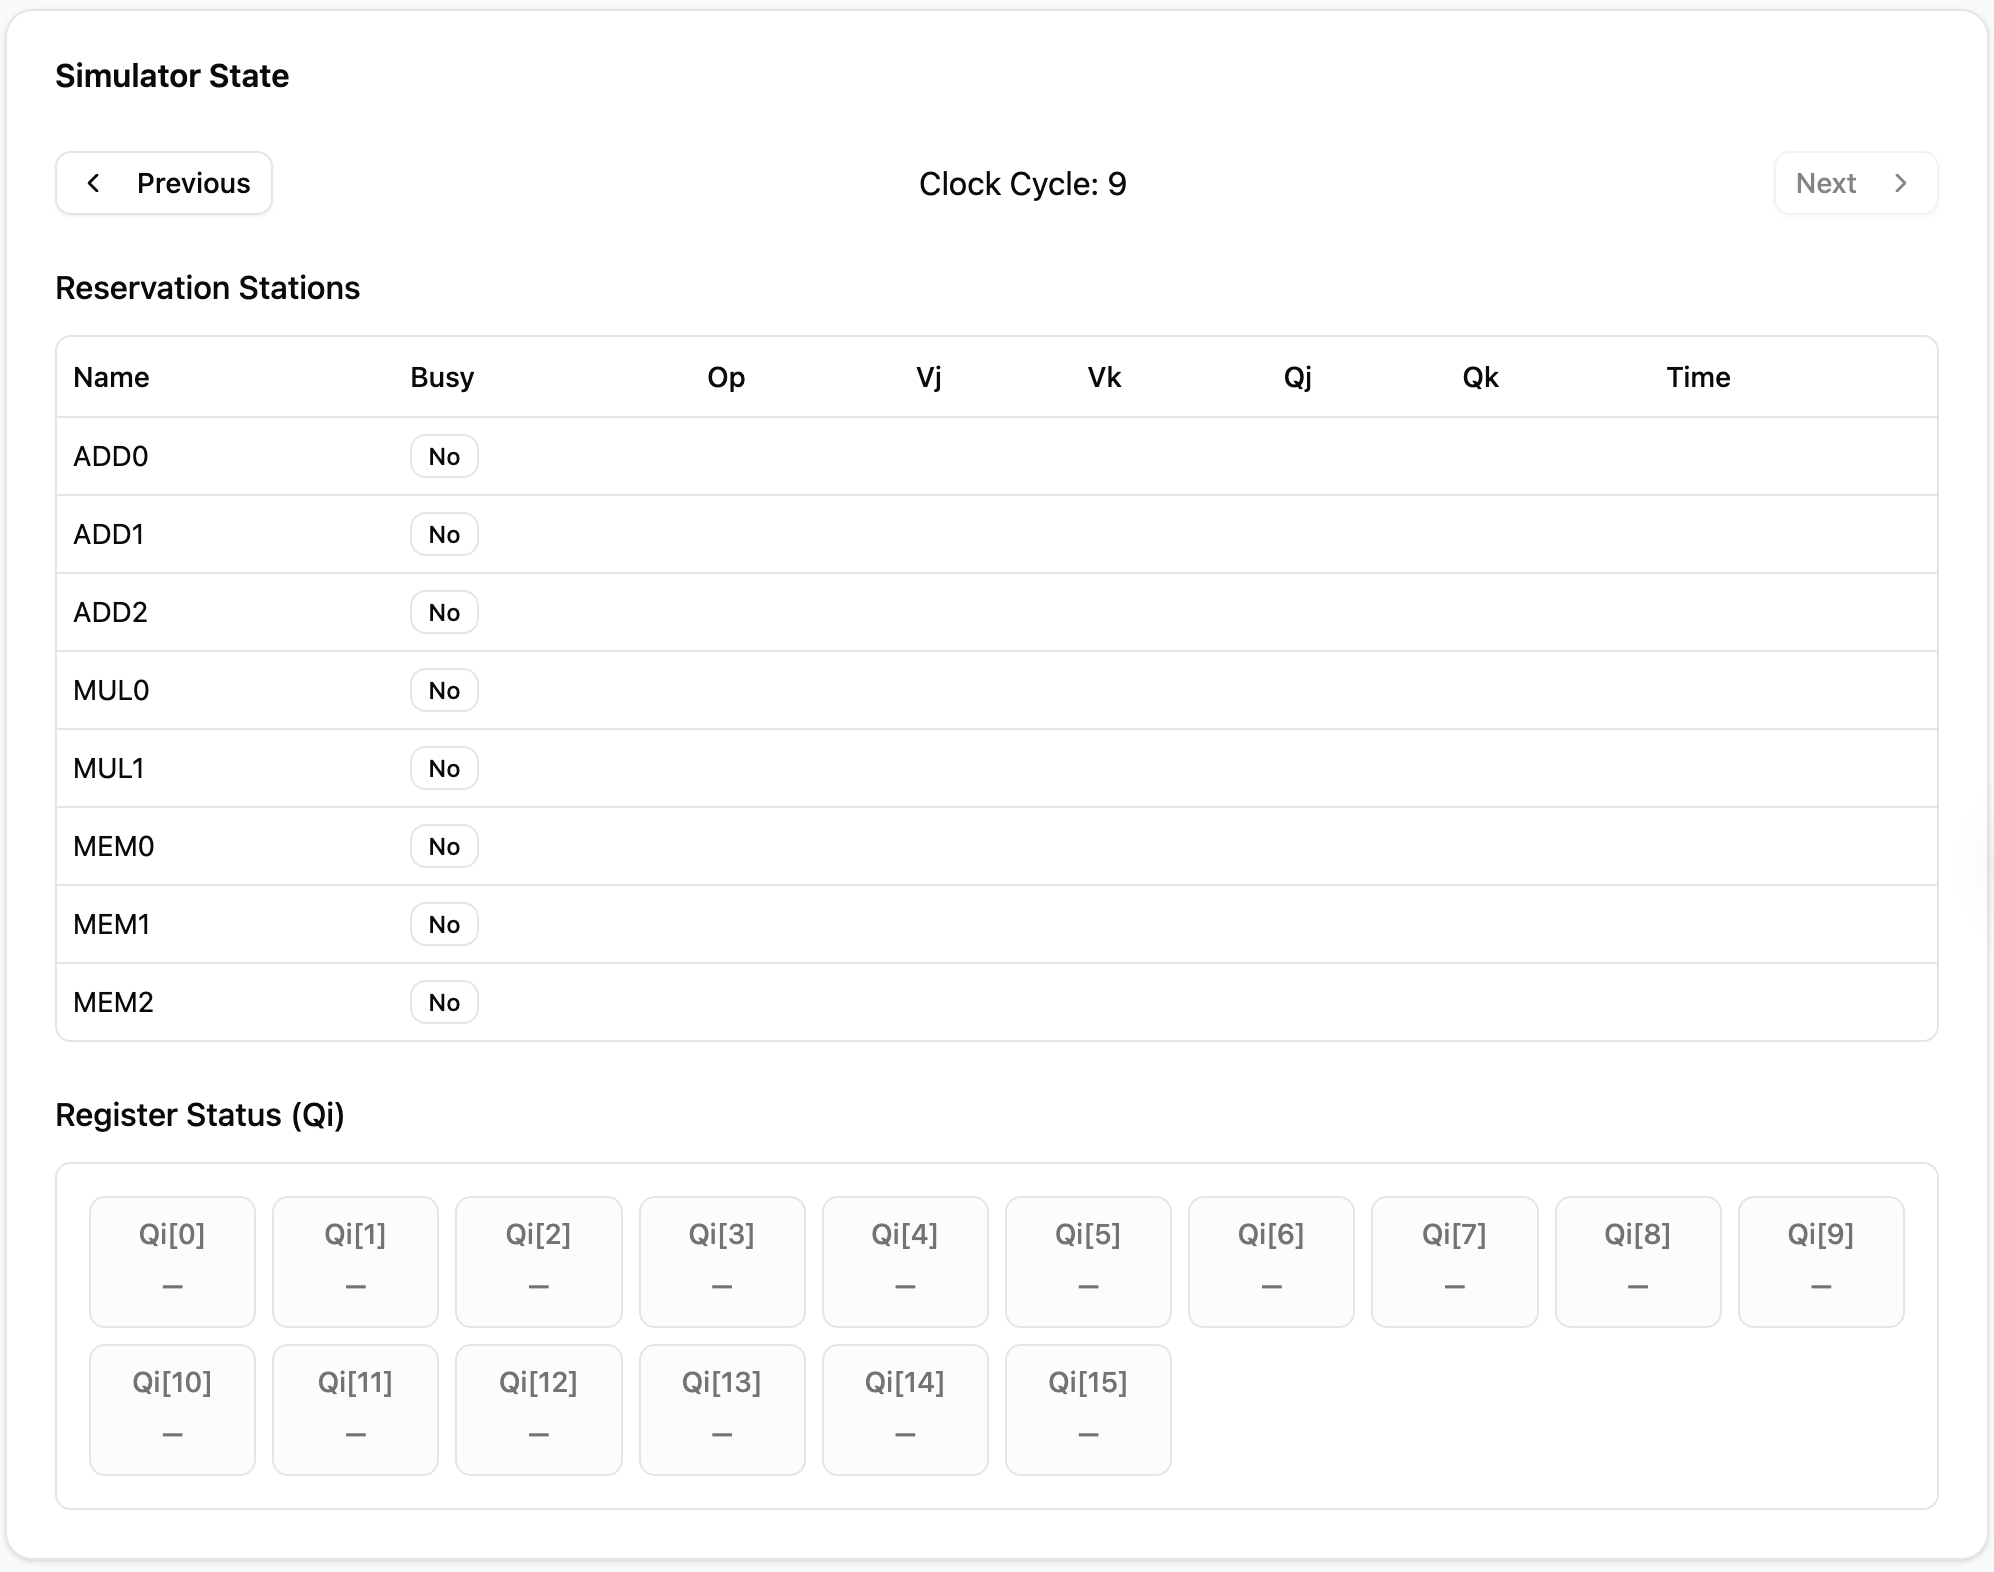 Simulator State
Previous
Clock Cycle: 9
Next
Reservation Stations
Name Busy Op Vj Vk Qj Qk Time
ADD0 No
ADD1 No
ADD2 No
MUL0 No
MUL1 No
MEM0 No
MEM1 No
MEM2 No
Register Status (Qi)
Qi[0] Qi[1] Qi[2] Qi[3] Qi[4] Qi[5] Qi[6] Qi[7] Qi[8] Qi[9]
– – – – – – – – – –
Qi[10] Qi[11] Qi[12] Qi[13] Qi[14] Qi[15]
– – – – – –